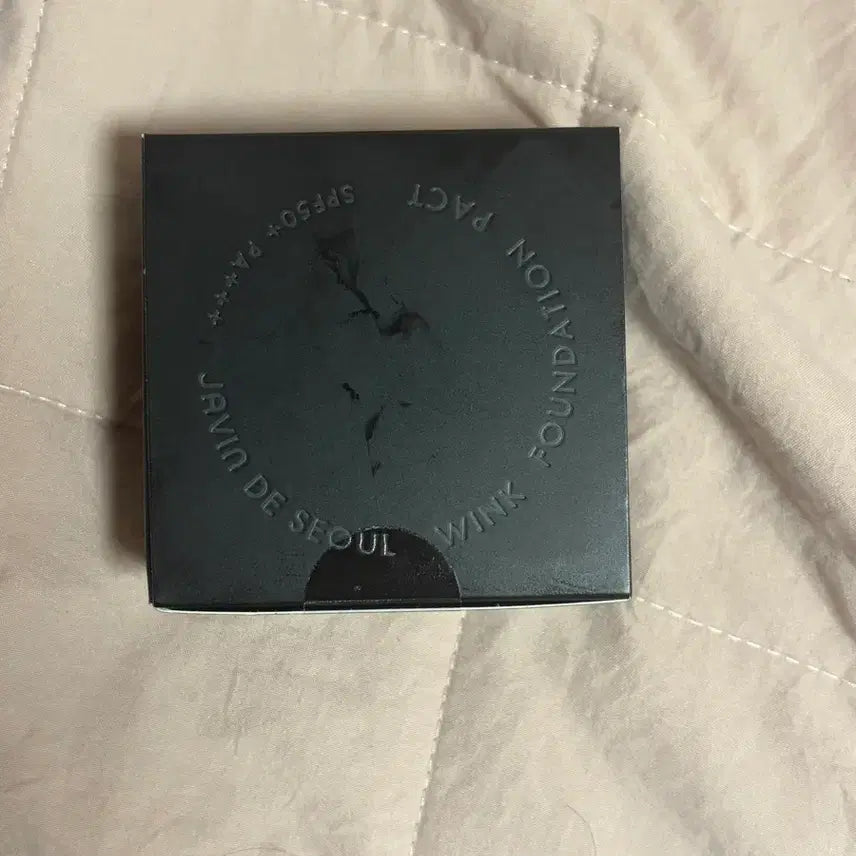 JAVIN DE SEOUL WINK FOUNDATION PACT
SPF50+ PA++++